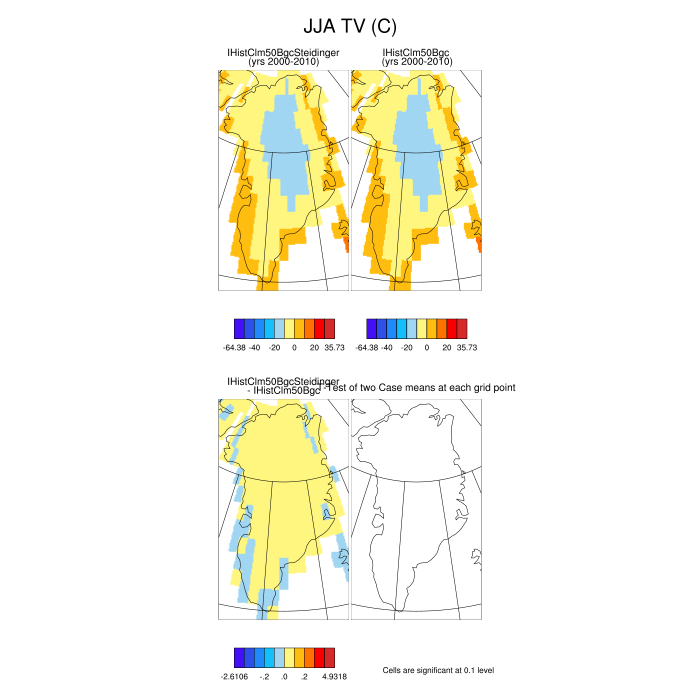 JJA TV (C)
IHistClm50BgcSteidinger
(yrs 2000-2010)
IHistClm50Bgc
(yrs 2000-2010)
-64.38 -40 -20 0 20 35.73
-64.38 -40 -20 0 20 35.73
IHistClm50BgcSteidinger
- IHistClm50Bgc
T-Test of two Case means at each grid point
-2.6106 -.2 .0 .2 4.9318
Cells are significant at 0.1 level